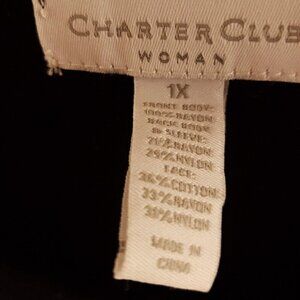 CHARTER CLUB
WOMAN
1X
FRONT BODY:
100%RAYON
BACK BODY
& SLEEVE:
71%RAYON
29%NYLON
LACE:
36%COTTON
33%RAYON
31%NYLON
MADE IN
CHINA